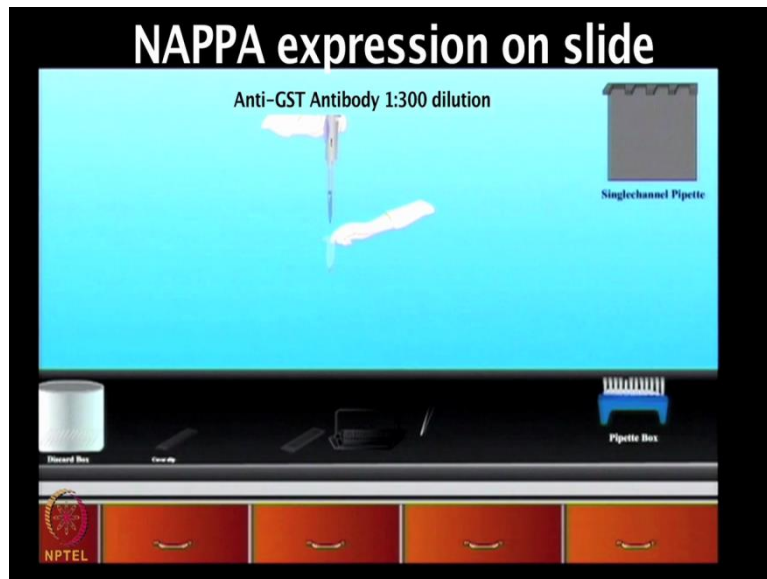 NAPPA expression on slide
Anti-GST Antibody 1:300 dilution
Singlechannel Pipette
Discard Box
Cover slip
Pipette Box
NPTEL